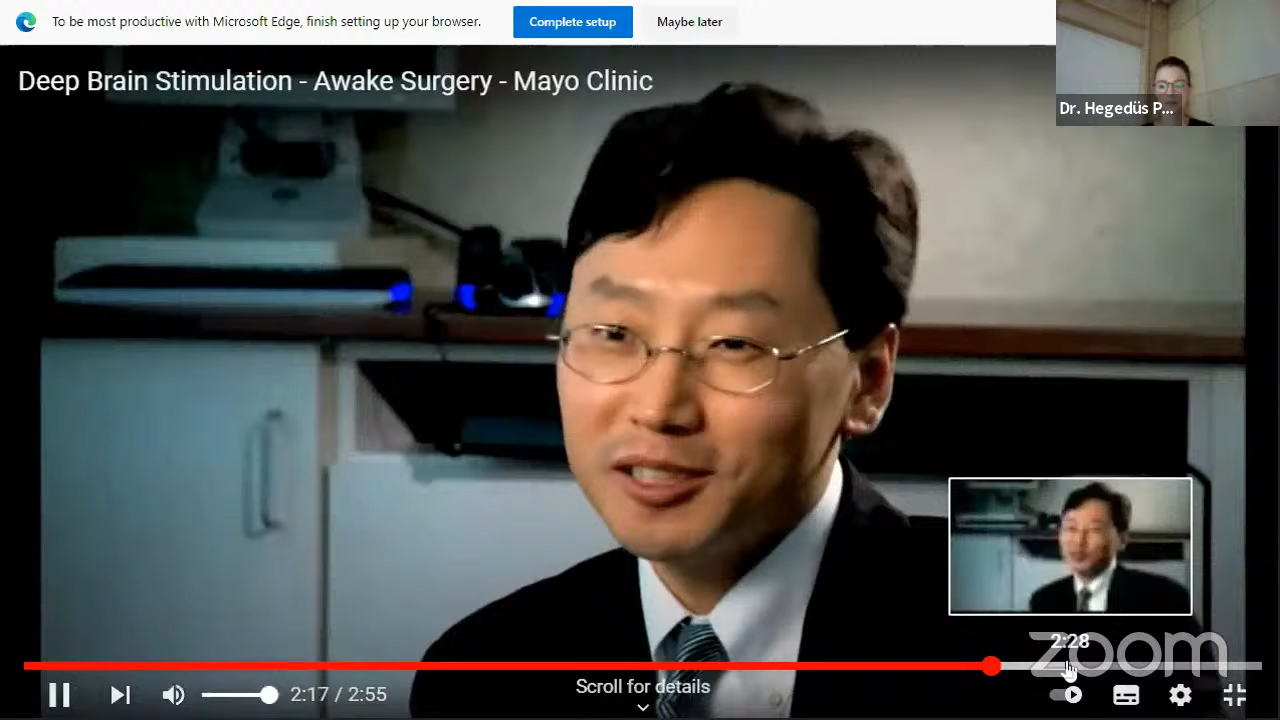 To be most productive with Microsoft Edge, finish setting up your browser.
Complete setup
Maybe later
Deep Brain Stimulation - Awake Surgery - Mayo Clinic
Dr. Hegedüs P...
2:28
zoom
2:17 / 2:55
Scroll for details